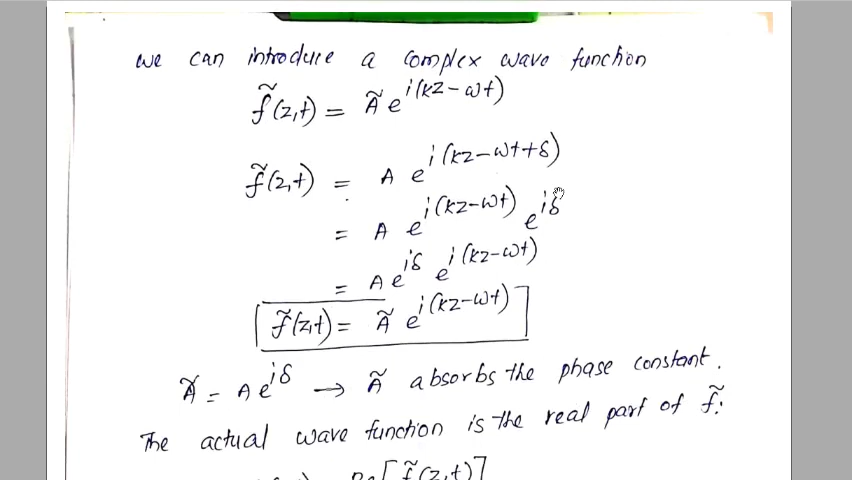 we can introduce a complex wave function
f̃(z,t) = Ã e^{i(kz-ωt)}
f̃(z,t) = A e^{i(kz-ωt+δ)}
= A e^{i(kz-ωt)} e^{iδ}
= A e^{iδ} e^{i(kz-ωt)}
f̃(z,t) = Ã e^{i(kz-ωt)}
Ã = A e^{iδ} → Ã absorbs the phase constant.
The actual wave function is the real part of f̃:
Re[f̃(z,t)]